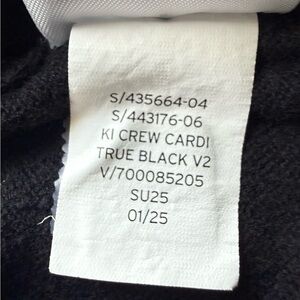 S/435664-04
S/443176-06
KI CREW CARDI
TRUE BLACK V2
V/700085205
SU25
01/25